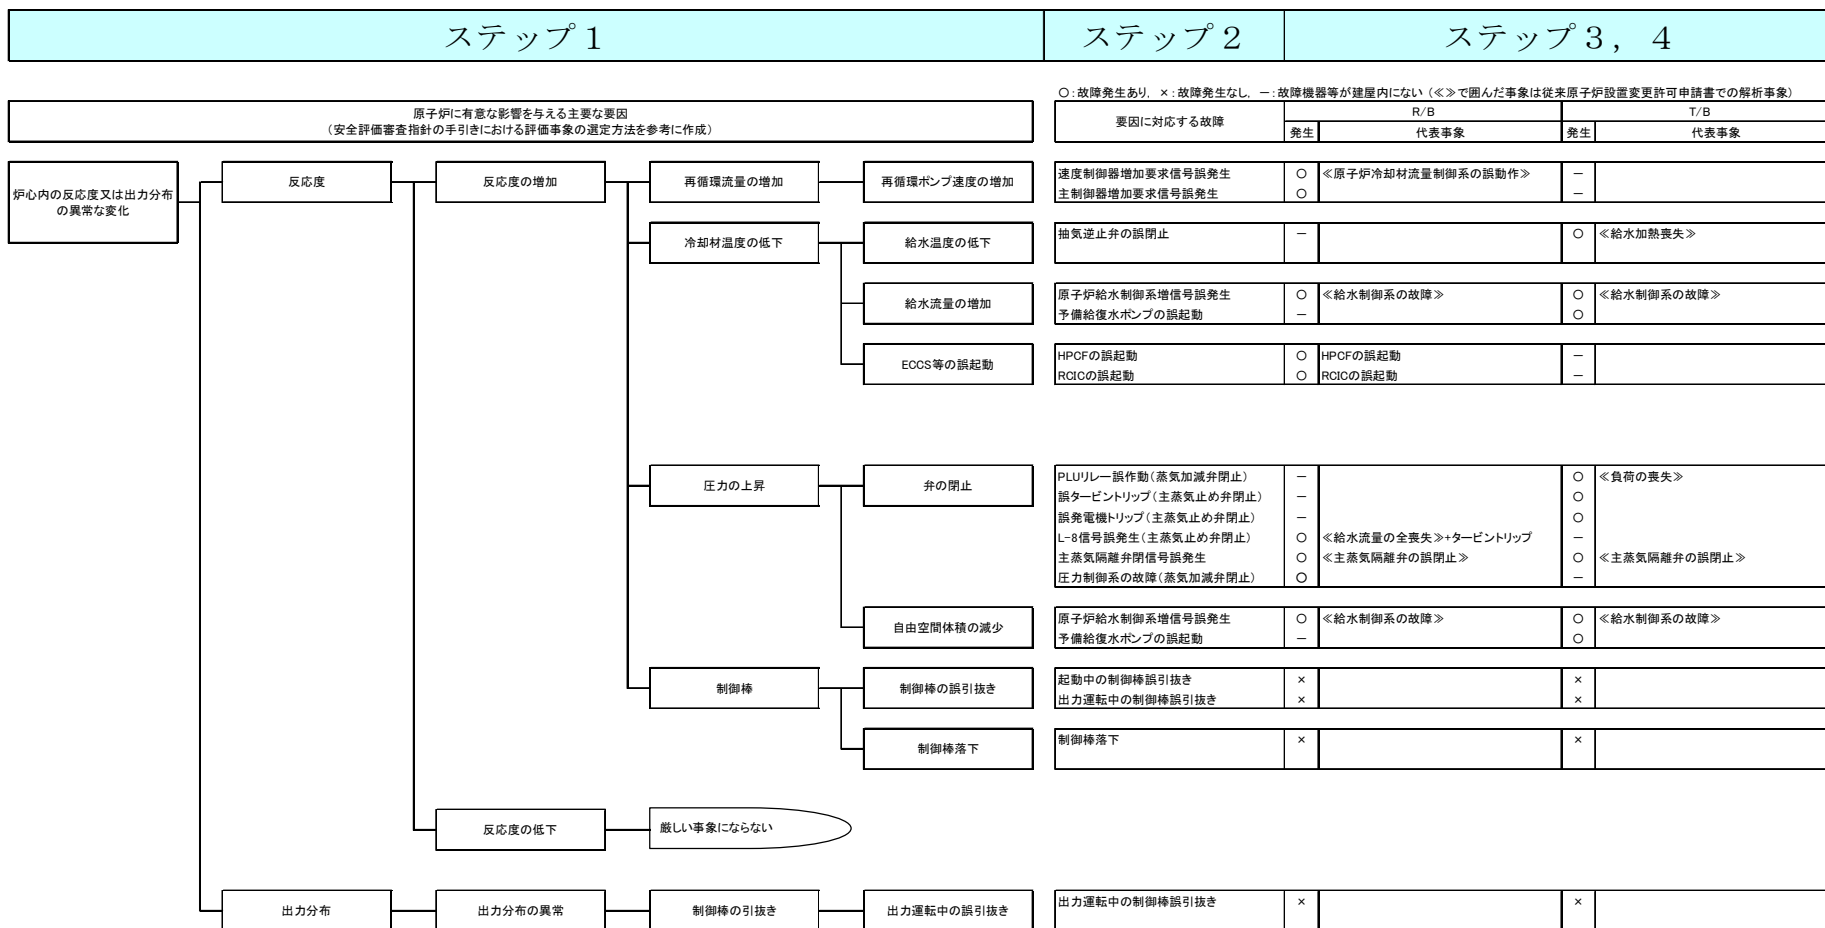 ステップ1 ステップ2 ステップ3, 4
○:故障発生あり, ×:故障発生なし, −:故障機器等が建屋内にない (≪≫で囲んだ事象は従来原子炉設置変更許可申請書での解析事象)
原子炉に有意な影響を与える主要な要因
(安全評価審査指針の手引きにおける評価事象の選定方法を参考に作成)
要因に対応する故障 R/B T/B
発生 代表事象 発生 代表事象
炉心内の反応度又は出力分布
の異常な変化
反応度 反応度の増加 再循環流量の増加 再循環ポンプ速度の増加
速度制御器増加要求信号誤発生 ○ ≪原子炉冷却材流量制御系の誤動作≫ −
主制御器増加要求信号誤発生 ○ −
冷却材温度の低下 給水温度の低下
抽気逆止弁の誤閉止 − ○ ≪給水加熱喪失≫
給水流量の増加
原子炉給水制御系増信号誤発生 ○ ≪給水制御系の故障≫ ○ ≪給水制御系の故障≫
予備給復水ポンプの誤起動 − ○
ECCS等の誤起動
HPCFの誤起動 ○ HPCFの誤起動 −
RCICの誤起動 ○ RCICの誤起動 −
圧力の上昇 弁の閉止
PLUリレー誤作動(蒸気加減弁閉止) − ○ ≪負荷の喪失≫
誤タービントリップ(主蒸気止め弁閉止) − ○
誤発電機トリップ(主蒸気止め弁閉止) − ○
L-8信号誤発生(主蒸気止め弁閉止) ○ ≪給水流量の全喪失≫+タービントリップ −
主蒸気隔離弁閉信号誤発生 ○ ≪主蒸気隔離弁の誤閉止≫ ○ ≪主蒸気隔離弁の誤閉止≫
圧力制御系の故障(蒸気加減弁閉止) ○ −
自由空間体積の減少
原子炉給水制御系増信号誤発生 ○ ≪給水制御系の故障≫ ○ ≪給水制御系の故障≫
予備給復水ポンプの誤起動 − ○
制御棒 制御棒の誤引抜き
起動中の制御棒誤引抜き × ×
出力運転中の制御棒誤引抜き × ×
制御棒落下
制御棒落下 × ×
反応度の低下 厳しい事象にならない
出力分布 出力分布の異常 制御棒の引抜き 出力運転中の誤引抜き
出力運転中の制御棒誤引抜き × ×